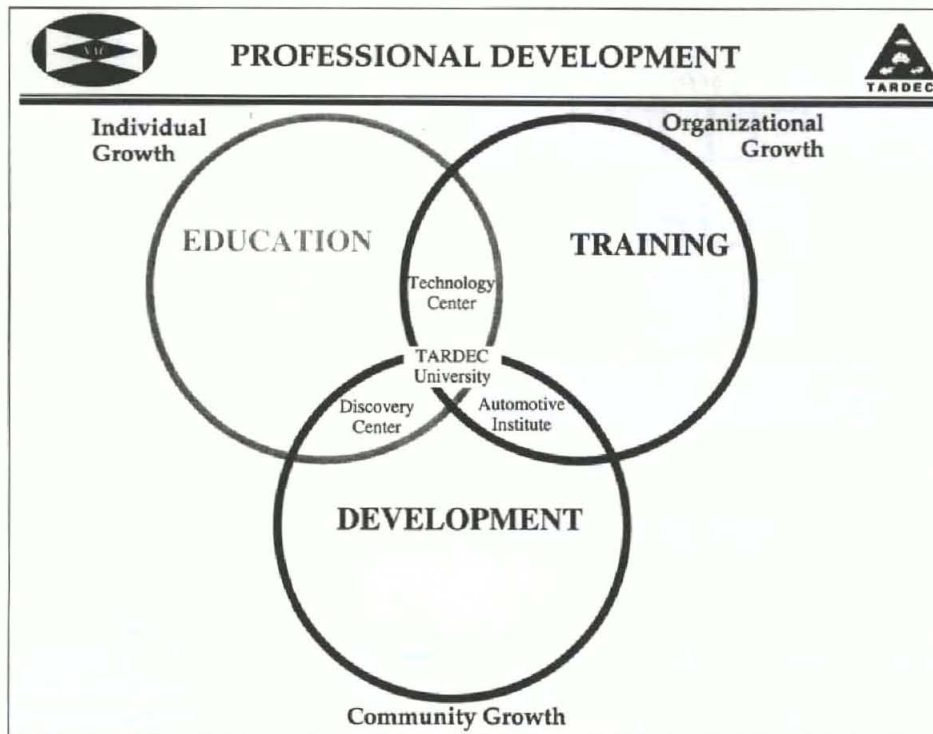 PROFESSIONAL DEVELOPMENT
TARDEC
Individual
Growth
Organizational
Growth
EDUCATION
TRAINING
Technology
Center
TARDEC
University
Discovery
Center
Automotive
Institute
DEVELOPMENT
Community Growth